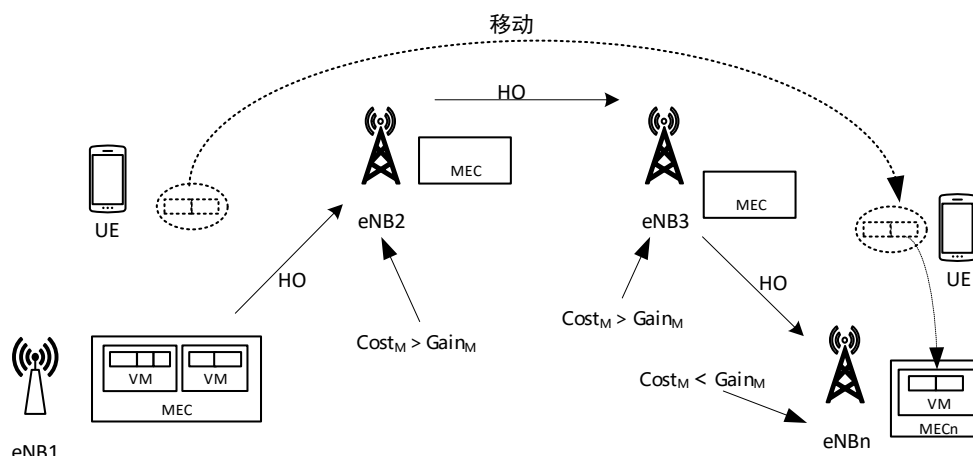 移动
HO
MEC
eNB2
MEC
eNB3
UE
UE
HO
HO
Cost_M > Gain_M
Cost_M > Gain_M
VM
VM
MEC
Cost_M < Gain_M
VM
MECn
eNBn
eNB1